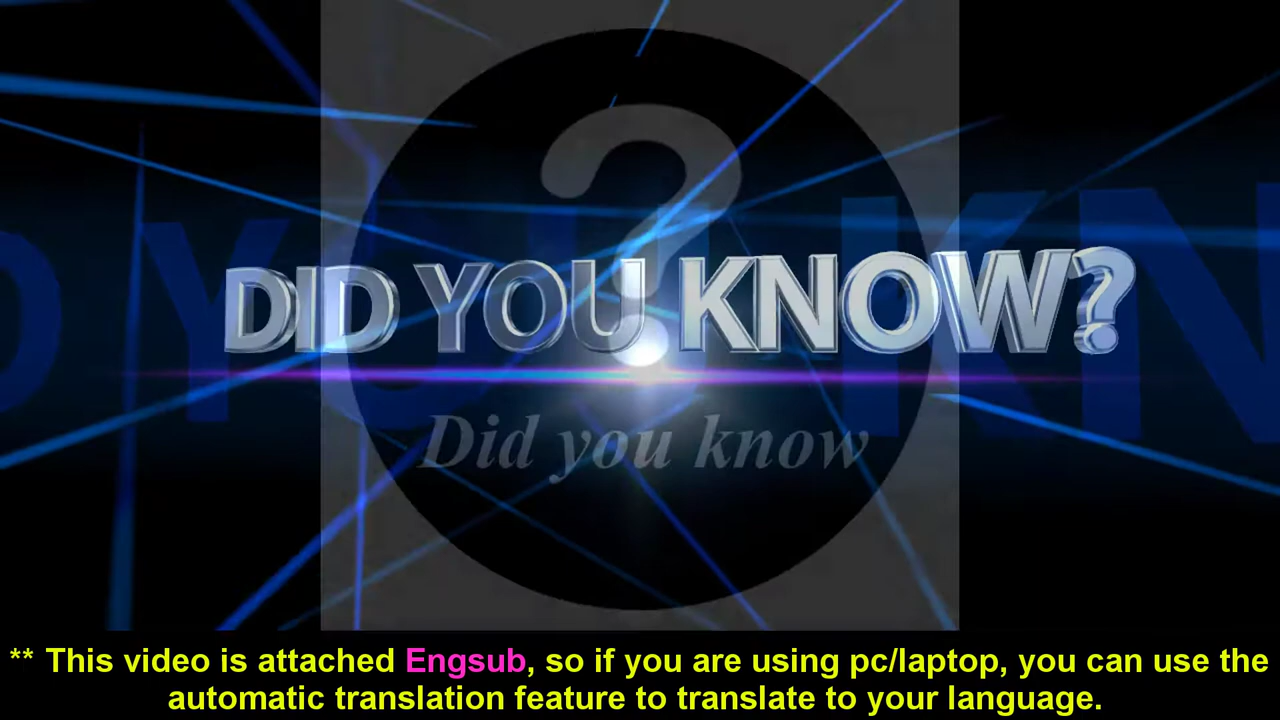 DID YOU KNOW?
Did you know
** This video is attached Engsub, so if you are using pc/laptop, you can use the
automatic translation feature to translate to your language.